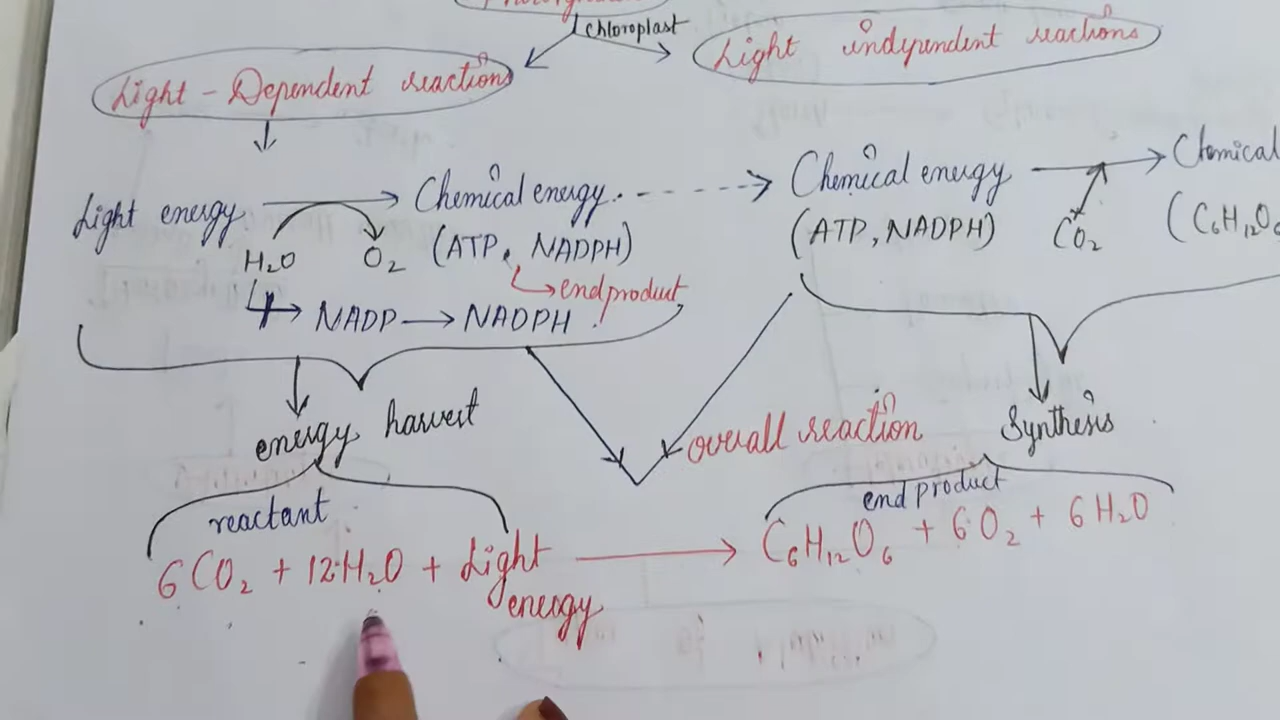 chloroplast
Light - Dependent reactions
Light independent reactions
Light energy → Chemical energy. - - - -> Chemical energy → Chemical
H₂O O₂ (ATP, NADPH) (ATP, NADPH) CO₂ (C₆H₁₂O₆
↳ end product
NADP → NADPH
energy harvest
overall reaction
Synthesis
reactant
end product
6CO₂ + 12H₂O + Light energy → C₆H₁₂O₆ + 6O₂ + 6H₂O